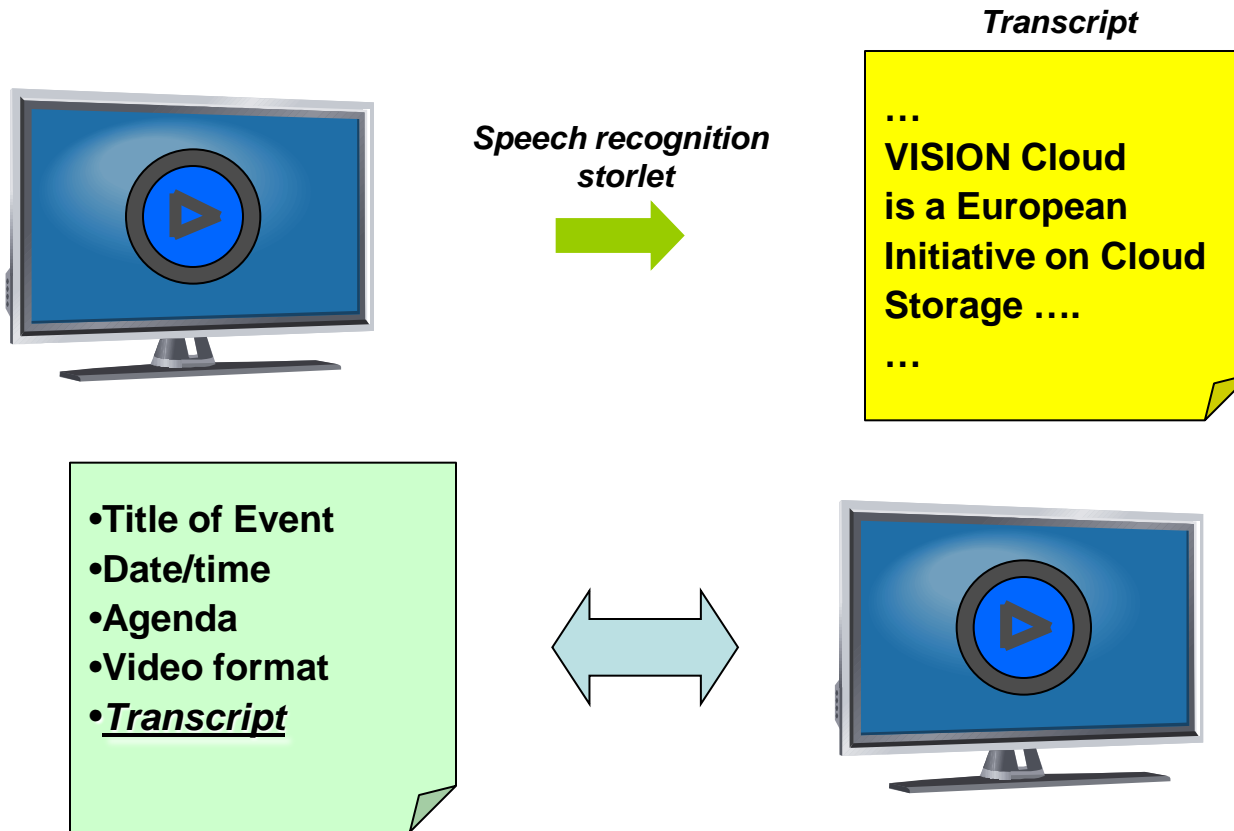 Transcript
Speech recognition
storlet
…
VISION Cloud
is a European
Initiative on Cloud
Storage ….
…
•Title of Event
•Date/time
•Agenda
•Video format
•Transcript